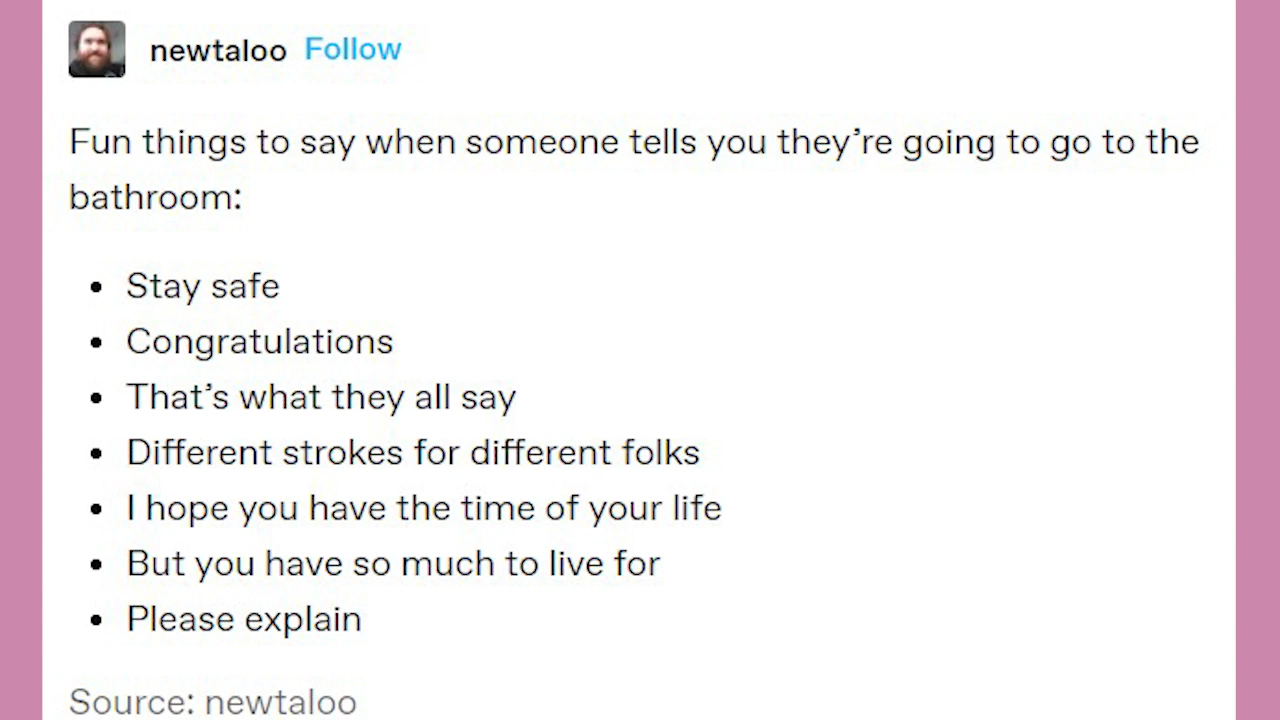 newtaloo Follow
Fun things to say when someone tells you they’re going to go to the
bathroom:
• Stay safe
• Congratulations
• That’s what they all say
• Different strokes for different folks
• I hope you have the time of your life
• But you have so much to live for
• Please explain
Source: newtaloo